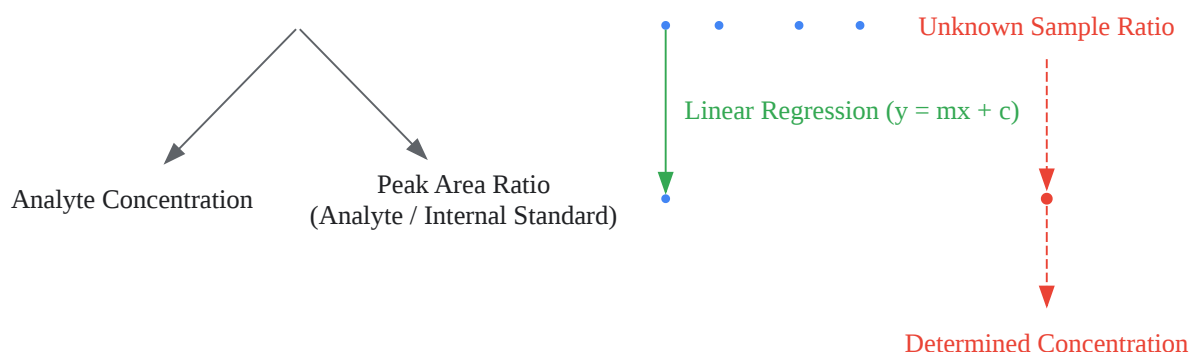 Unknown Sample Ratio
Linear Regression (y = mx + c)
Analyte Concentration
Peak Area Ratio
(Analyte / Internal Standard)
Determined Concentration